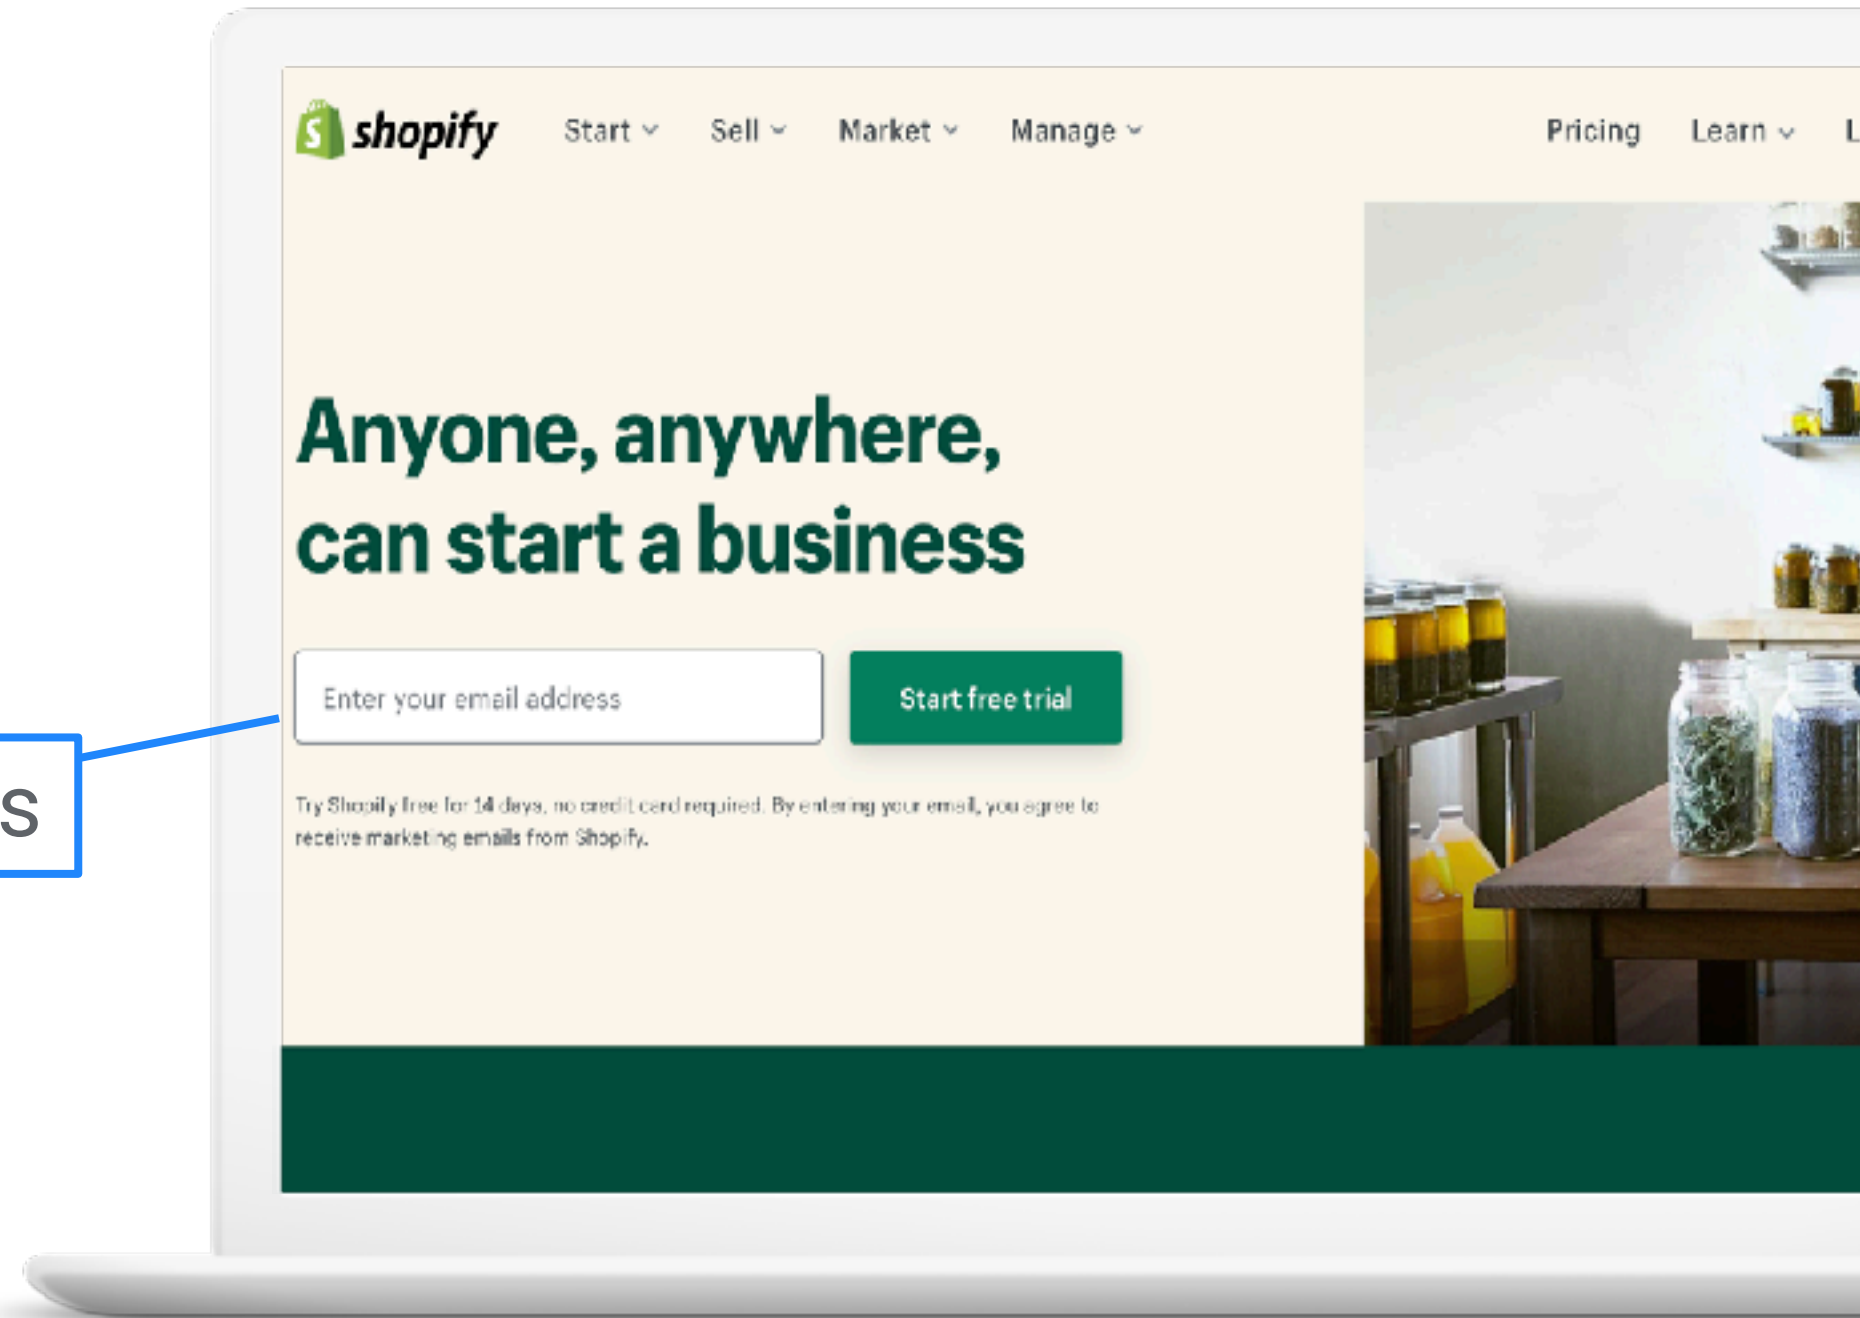 shopify Start Sell Market Manage Pricing Learn
Anyone, anywhere,
can start a business
Enter your email address Start free trial
Try Shopify free for 14 days, no credit card required. By entering your email, you agree to
receive marketing emails from Shopify.